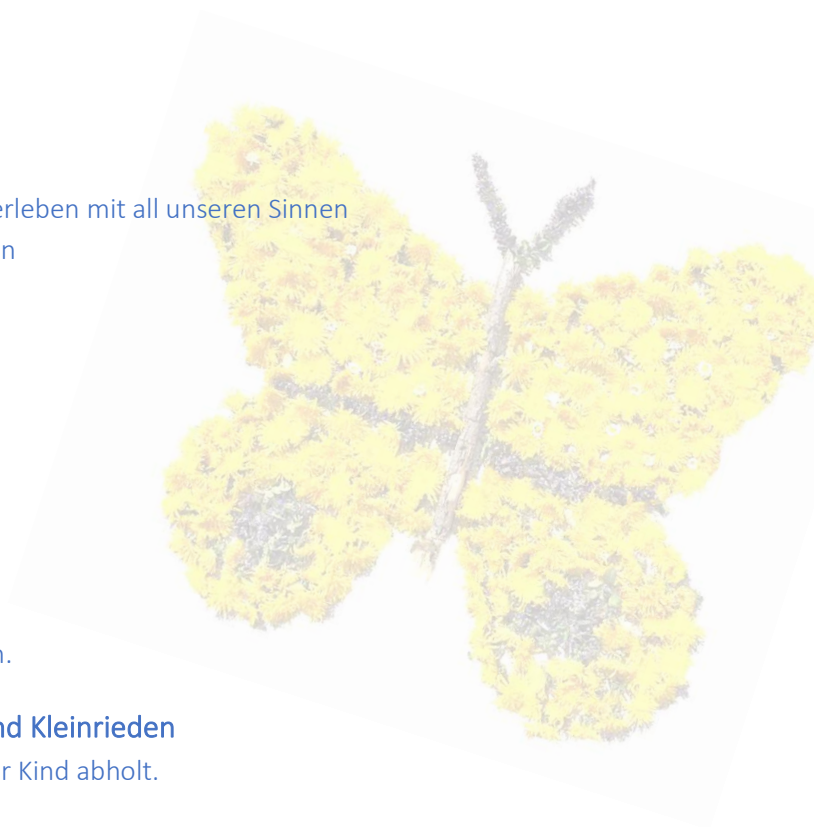 erleben mit all unseren Sinnen
n
n.
nd Kleinrieden
r Kind abholt.